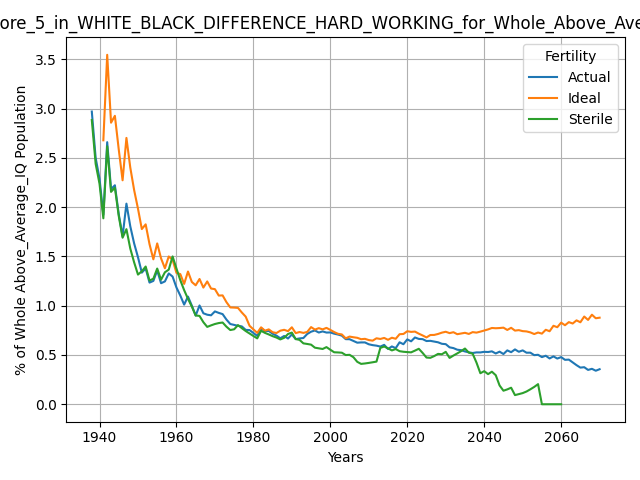 ore_5_in_WHITE_BLACK_DIFFERENCE_HARD_WORKING_for_Whole_Above_Ave
Fertility
Actual
Ideal
Sterile
% of Whole Above_Average_IQ Population
3.5
3.0
2.5
2.0
1.5
1.0
0.5
0.0
1940 1960 1980 2000 2020 2040 2060
Years